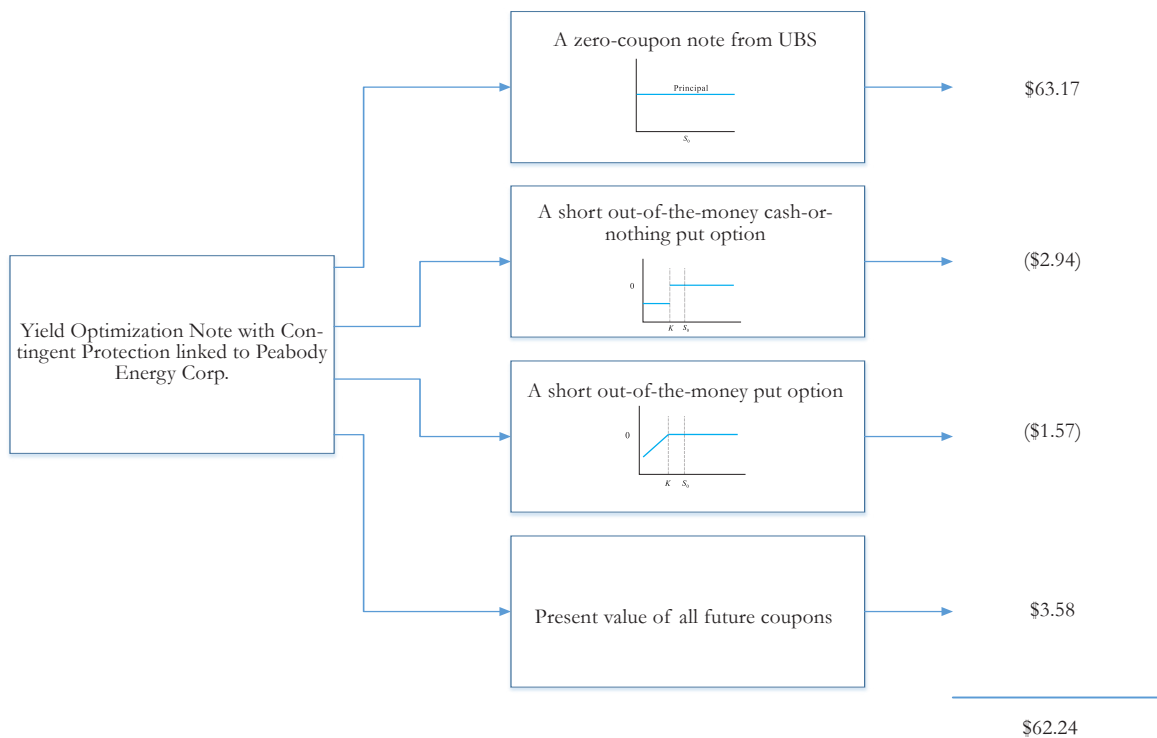 A zero-coupon note from UBS
Principal
S₀
$63.17
A short out-of-the-money cash-or-
nothing put option
0
K S₀
($2.94)
Yield Optimization Note with Con-
tingent Protection linked to Peabody
Energy Corp.
A short out-of-the-money put option
0
K S₀
($1.57)
Present value of all future coupons
$3.58
$62.24